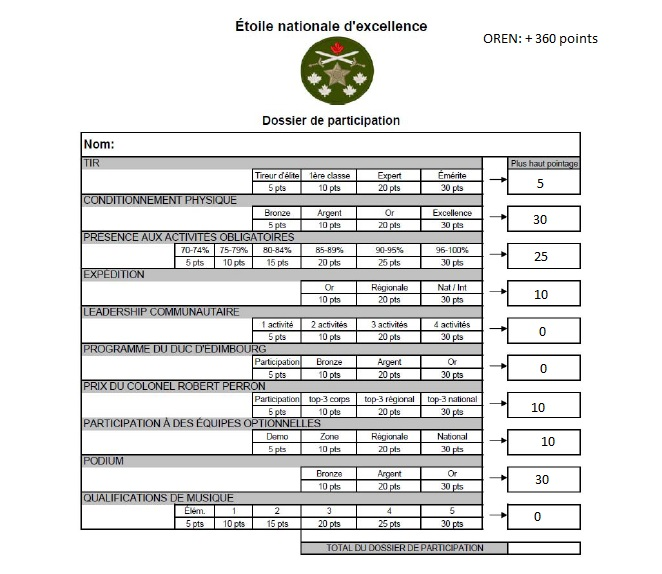 Étoile nationale d'excellence
OREN: + 360 points
Dossier de participation
Nom:
TIR Plus haut pointage
Tireur d'élite 1ère classe Expert Émérite
5 pts 10 pts 20 pts 30 pts 5
CONDITIONNEMENT PHYSIQUE
Bronze Argent Or Excellence
5 pts 10 pts 20 pts 30 pts 30
PRÉSENCE AUX ACTIVITÉS OBLIGATOIRES
70-74% 75-79% 80-84% 85-89% 90-95% 96-100%
5 pts 10 pts 15 pts 20 pts 25 pts 30 pts 25
EXPÉDITION
Or Régionale Nat / Int
10 pts 20 pts 30 pts 10
LEADERSHIP COMMUNAUTAIRE
1 activité 2 activités 3 activités 4 activités
5 pts 10 pts 20 pts 30 pts 0
PROGRAMME DU DUC D'EDIMBOURG
Participation Bronze Argent Or
5 pts 10 pts 20 pts 30 pts 0
PRIX DU COLONEL ROBERT PERRON
Participation top-3 corps top-3 régional top-3 national
5 pts 10 pts 20 pts 30 pts 10
PARTICIPATION À DES ÉQUIPES OPTIONNELLES
Demo Zone Régionale National
5 pts 10 pts 20 pts 30 pts 10
PODIUM
Bronze Argent Or
10 pts 20 pts 30 pts 30
QUALIFICATIONS DE MUSIQUE
Élém. 1 2 3 4 5
5 pts 10 pts 15 pts 20 pts 25 pts 30 pts 0
TOTAL DU DOSSIER DE PARTICIPATION